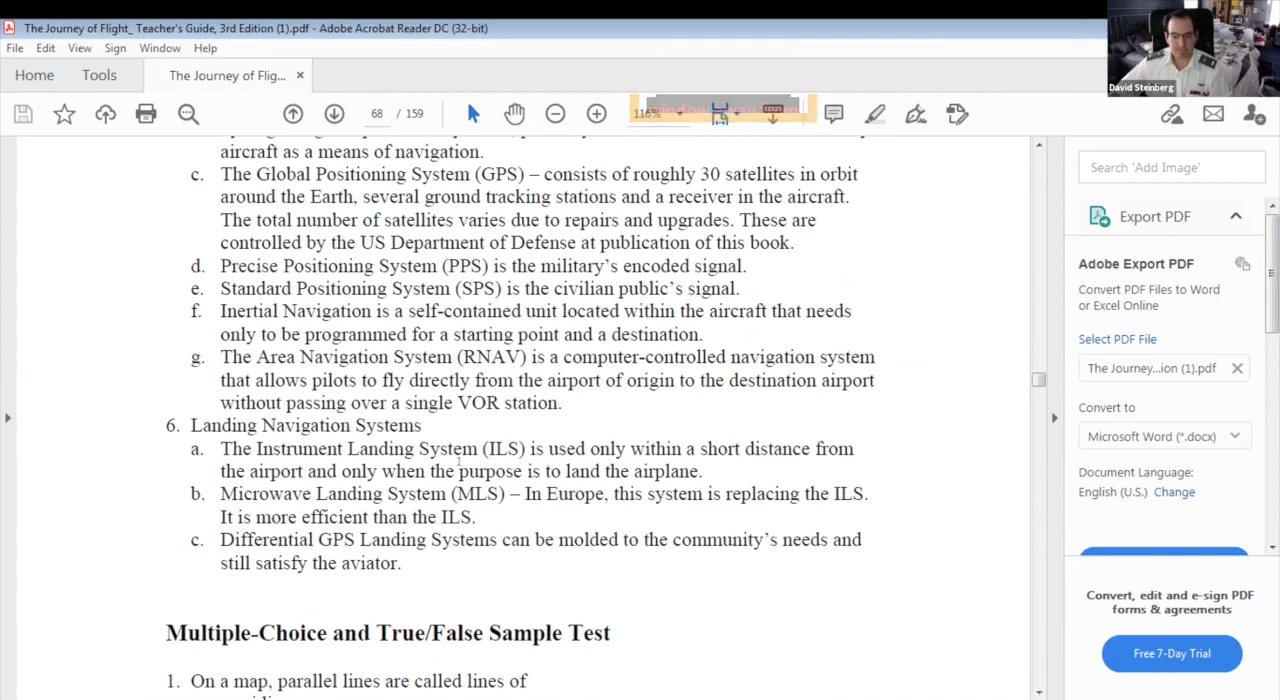 The Journey of Flight_ Teacher's Guide, 3rd Edition (1).pdf - Adobe Acrobat Reader DC (32-bit)
File Edit View Sign Window Help
Home Tools The Journey of Flig... ×
68 / 159 116%
David Steinberg
aircraft as a means of navigation.
c. The Global Positioning System (GPS) – consists of roughly 30 satellites in orbit
around the Earth, several ground tracking stations and a receiver in the aircraft.
The total number of satellites varies due to repairs and upgrades. These are
controlled by the US Department of Defense at publication of this book.
d. Precise Positioning System (PPS) is the military's encoded signal.
e. Standard Positioning System (SPS) is the civilian public's signal.
f. Inertial Navigation is a self-contained unit located within the aircraft that needs
only to be programmed for a starting point and a destination.
g. The Area Navigation System (RNAV) is a computer-controlled navigation system
that allows pilots to fly directly from the airport of origin to the destination airport
without passing over a single VOR station.
6. Landing Navigation Systems
a. The Instrument Landing System (ILS) is used only within a short distance from
the airport and only when the purpose is to land the airplane.
b. Microwave Landing System (MLS) – In Europe, this system is replacing the ILS.
It is more efficient than the ILS.
c. Differential GPS Landing Systems can be molded to the community's needs and
still satisfy the aviator.
Multiple-Choice and True/False Sample Test
1. On a map, parallel lines are called lines of
Search 'Add Image'
Export PDF
Adobe Export PDF
Convert PDF Files to Word
or Excel Online
Select PDF File
The Journey...ion (1).pdf
Convert to
Microsoft Word (*.docx)
Document Language:
English (U.S.) Change
Convert, edit and e-sign PDF
forms & agreements
Free 7-Day Trial